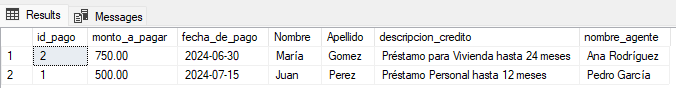 Results Messages
id_pago monto_a_pagar fecha_de_pago Nombre Apellido descripcion_credito nombre_agente
1 2 750.00 2024-06-30 María Gomez Préstamo para Vivienda hasta 24 meses Ana Rodríguez
2 1 500.00 2024-07-15 Juan Perez Préstamo Personal hasta 12 meses Pedro García